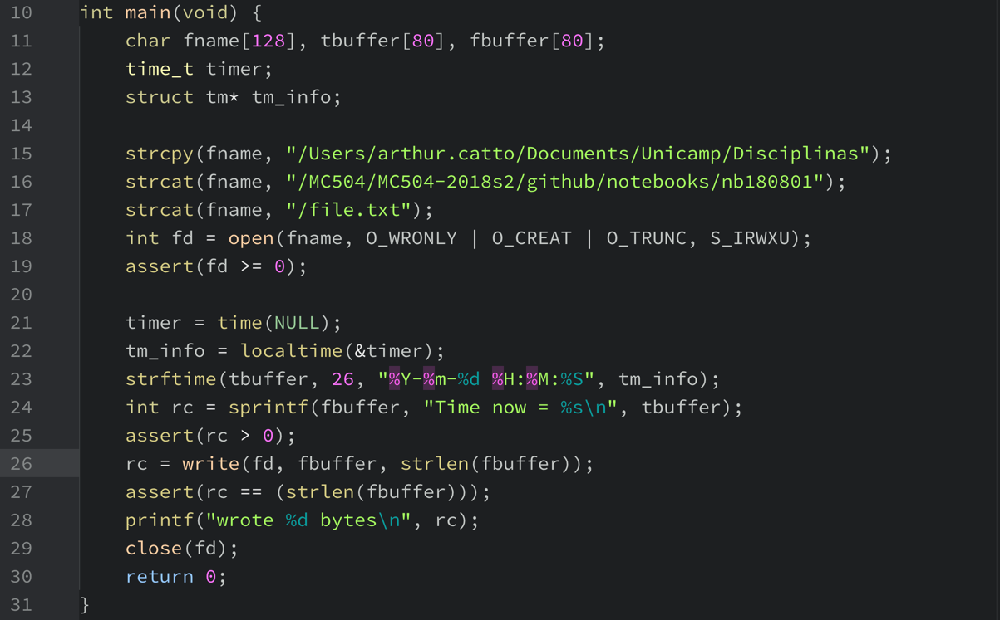 10 int main(void) {
11     char fname[128], tbuffer[80], fbuffer[80];
12     time_t timer;
13     struct tm* tm_info;
14
15     strcpy(fname, "/Users/arthur.catto/Documents/Unicamp/Disciplinas");
16     strcat(fname, "/MC504/MC504-2018s2/github/notebooks/nb180801");
17     strcat(fname, "/file.txt");
18     int fd = open(fname, O_WRONLY | O_CREAT | O_TRUNC, S_IRWXU);
19     assert(fd >= 0);
20
21     timer = time(NULL);
22     tm_info = localtime(&timer);
23     strftime(tbuffer, 26, "%Y-%m-%d %H:%M:%S", tm_info);
24     int rc = sprintf(fbuffer, "Time now = %s\n", tbuffer);
25     assert(rc > 0);
26     rc = write(fd, fbuffer, strlen(fbuffer));
27     assert(rc == (strlen(fbuffer)));
28     printf("wrote %d bytes\n", rc);
29     close(fd);
30     return 0;
31 }